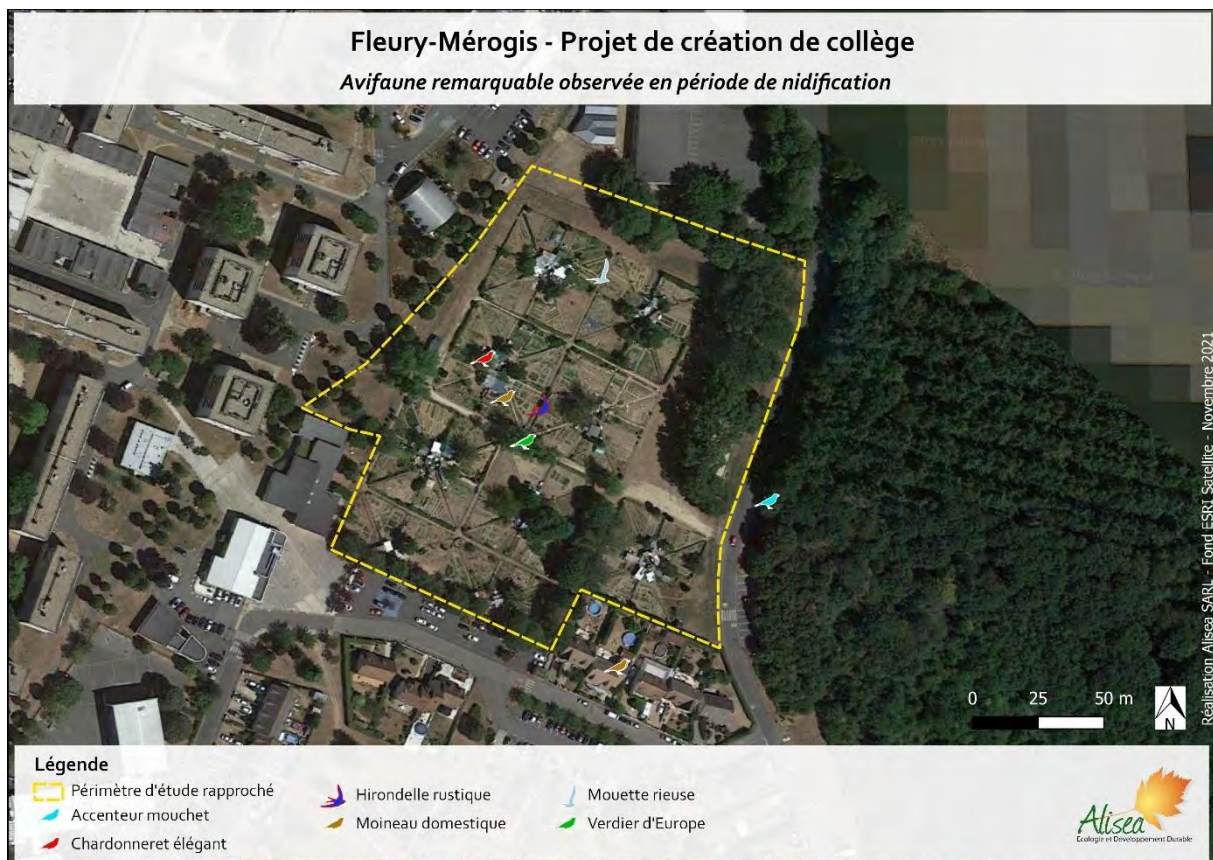 Fleury-Mérogis - Projet de création de collège
Avifaune remarquable observée en période de nidification
Réalisation Alisea SARL - Fond ESRI Satellite - Novembre 2021
0 25 50 m
N
Légende
Périmètre d'étude rapproché
Accenteur mouchet
Chardonneret élégant
Hirondelle rustique
Moineau domestique
Mouette rieuse
Verdier d'Europe
Alisea
Ecologie et Développement Durable